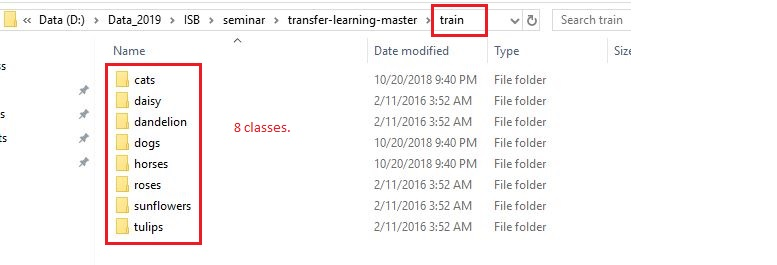 « Data (D:) › Data_2019 › ISB › seminar › transfer-learning-master › train Search train
Name Date modified Type Size
cats 10/20/2018 9:40 PM File folder
daisy 2/11/2016 3:52 AM File folder
dandelion 2/11/2016 3:52 AM File folder
8 classes.
dogs 10/20/2018 9:40 PM File folder
horses 10/20/2018 9:40 PM File folder
roses 2/11/2016 3:52 AM File folder
sunflowers 2/11/2016 3:52 AM File folder
tulips 2/11/2016 3:52 AM File folder